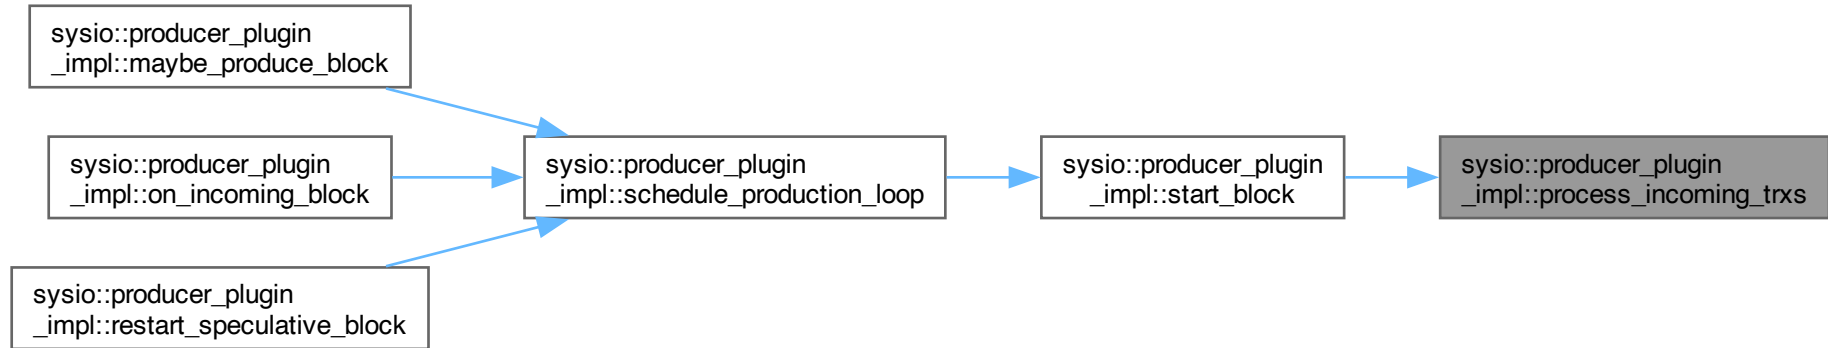 sysio::producer_plugin
_impl::maybe_produce_block
sysio::producer_plugin
_impl::on_incoming_block
sysio::producer_plugin
_impl::restart_speculative_block
sysio::producer_plugin
_impl::schedule_production_loop
sysio::producer_plugin
_impl::start_block
sysio::producer_plugin
_impl::process_incoming_trxs